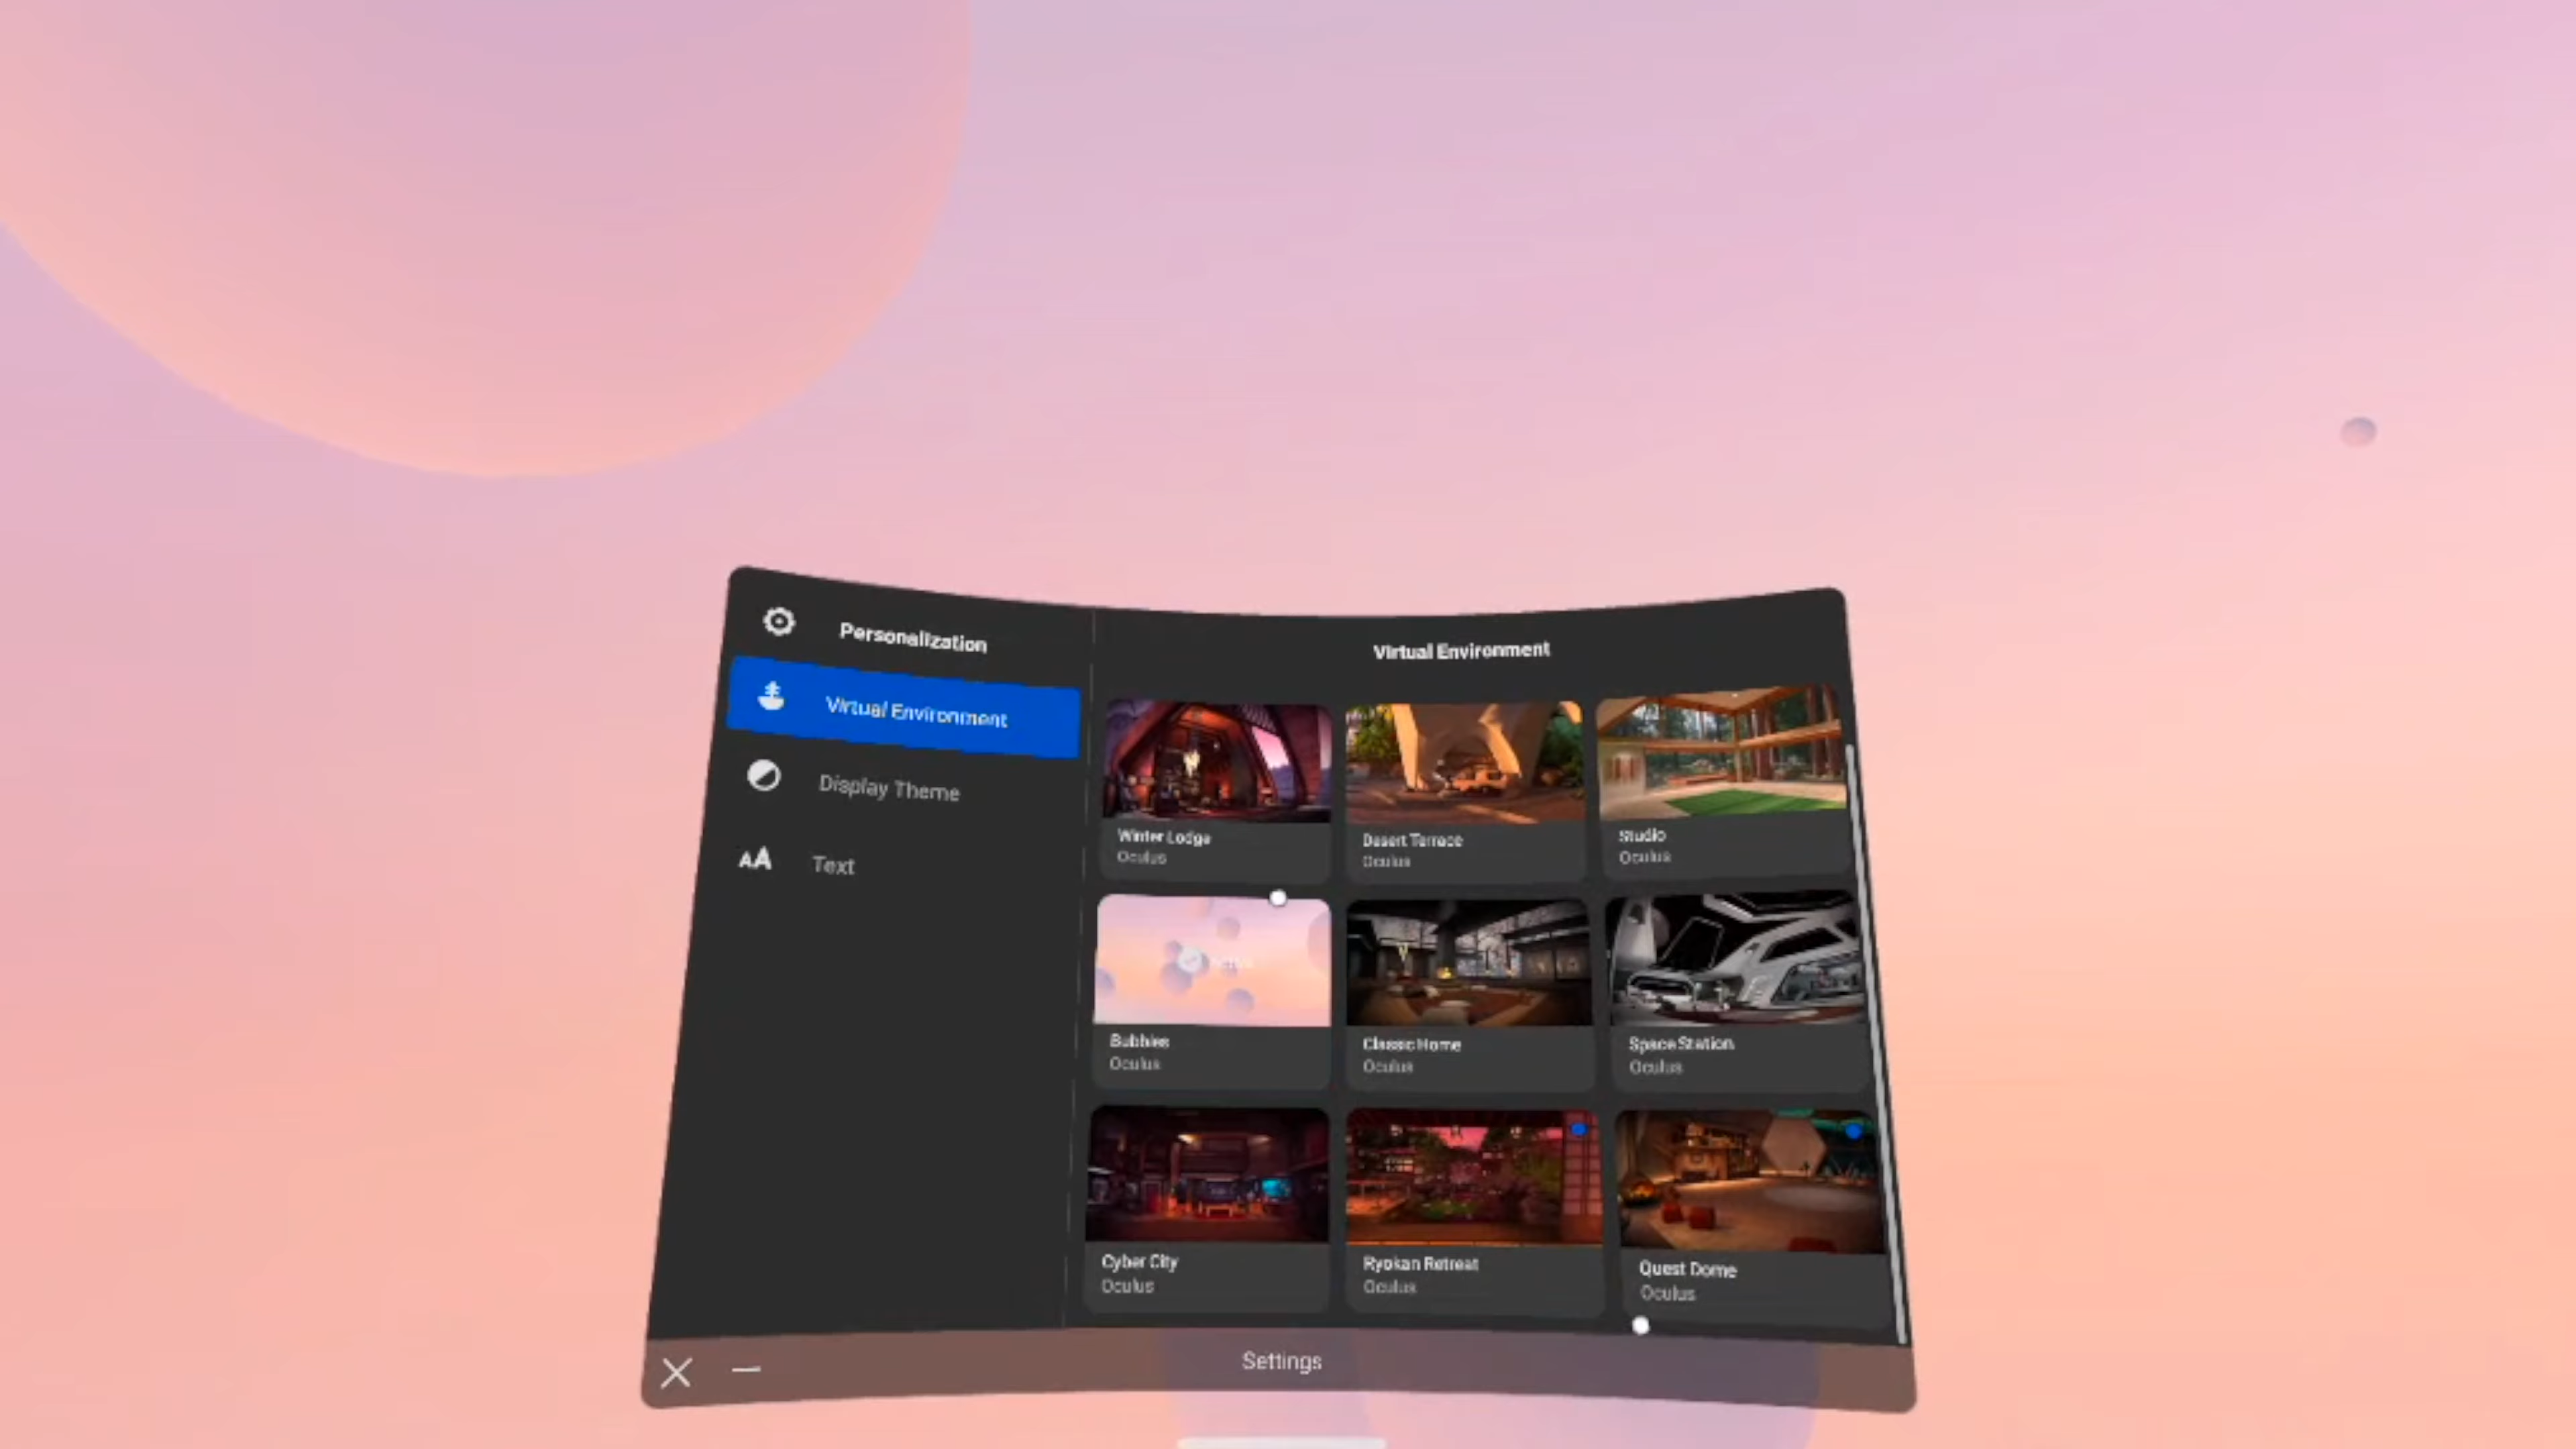 Personalization
Virtual Environment
Display Theme
Text
Virtual Environment
Winter Lodge
Oculus
Desert Terrace
Oculus
Studio
Oculus
Bubbles
Oculus
Classic Home
Oculus
Space Station
Oculus
Cyber City
Oculus
Ryokan Retreat
Oculus
Quest Dome
Oculus
Settings